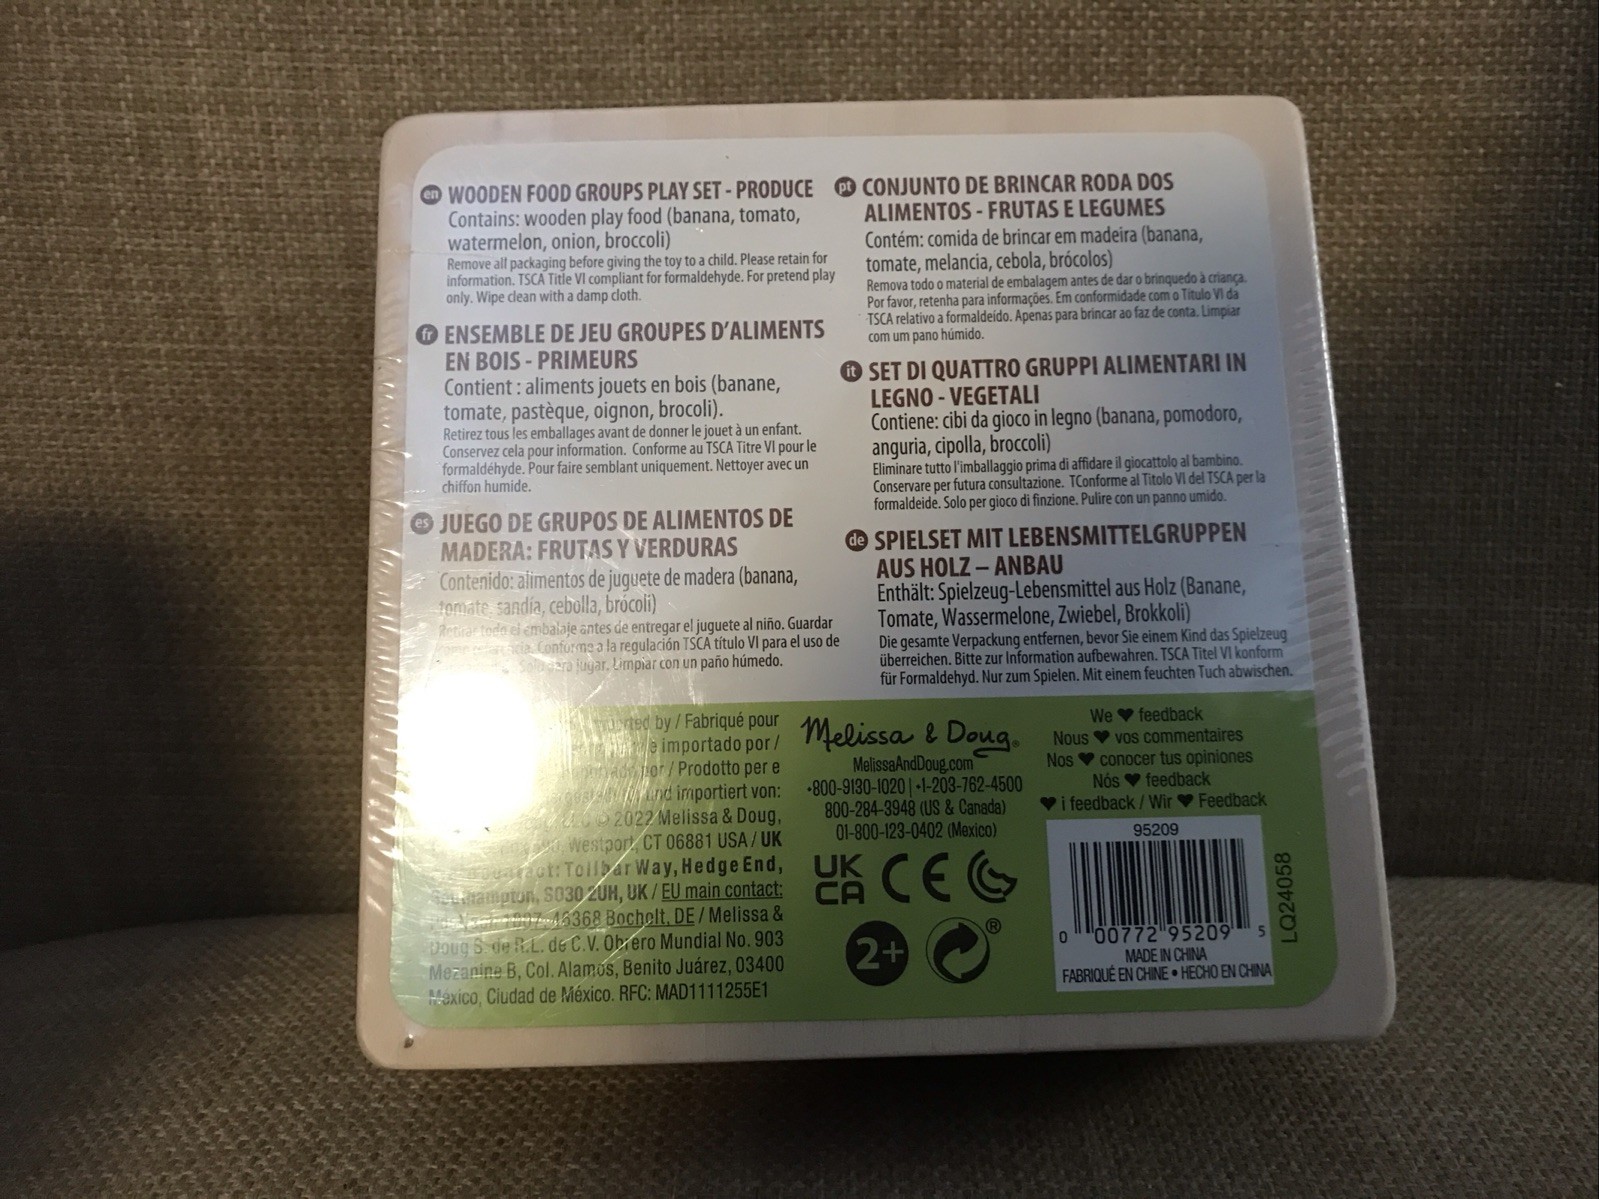 en WOODEN FOOD GROUPS PLAY SET - PRODUCE
Contains: wooden play food (banana, tomato,
watermelon, onion, broccoli)
Remove all packaging before giving the toy to a child. Please retain for
information. TSCA Title VI compliant for formaldehyde. For pretend play
only. Wipe clean with a damp cloth.
fr ENSEMBLE DE JEU GROUPES D'ALIMENTS
EN BOIS - PRIMEURS
Contient : aliments jouets en bois (banane,
tomate, pastèque, oignon, brocoli).
Retirez tous les emballages avant de donner le jouet à un enfant.
Conservez cela pour information. Conforme au TSCA Titre VI pour le
formaldéhyde. Pour faire semblant uniquement. Nettoyer avec un
chiffon humide.
es JUEGO DE GRUPOS DE ALIMENTOS DE
MADERA: FRUTAS Y VERDURAS
Contenido: alimentos de juguete de madera (banana,
tomate, sandía, cebolla, brócoli)
Retirar todo el embalaje antes de entregar el juguete al niño. Guardar
Conforme a la regulación TSCA título VI para el uso de
Solo para jugar. Limpiar con un paño húmedo.
pt CONJUNTO DE BRINCAR RODA DOS
ALIMENTOS - FRUTAS E LEGUMES
Contém: comida de brincar em madeira (banana,
tomate, melancia, cebola, brócolos)
Remova todo o material de embalagem antes de dar o brinquedo à criança.
Por favor, retenha para informações. Em conformidade com o Título VI da
TSCA relativo a formaldeído. Apenas para brincar ao faz de conta. Limpiar
com um pano húmido.
it SET DI QUATTRO GRUPPI ALIMENTARI IN
LEGNO - VEGETALI
Contiene: cibi da gioco in legno (banana, pomodoro,
anguria, cipolla, broccoli)
Eliminare tutto l'imballaggio prima di affidare il giocattolo al bambino.
Conservare per futura consultazione. TConforme al Titolo VI del TSCA per la
formaldeide. Solo per gioco di finzione. Pulire con un panno umido.
de SPIELSET MIT LEBENSMITTELGRUPPEN
AUS HOLZ – ANBAU
Enthält: Spielzeug-Lebensmittel aus Holz (Banane,
Tomate, Wassermelone, Zwiebel, Brokkoli)
Die gesamte Verpackung entfernen, bevor Sie einem Kind das Spielzeug
überreichen. Bitte zur Information aufbewahren. TSCA Titel VI konform
für Formaldehyd. Nur zum Spielen. Mit einem feuchten Tuch abwischen.
by / Fabriqué pour
importado por /
por / Prodotto per e
und importiert von:
LLC © 2022 Melissa & Doug,
Westport, CT 06881 USA / UK
Tollbar Way, Hedge End,
Southampton, SO30 2UH, UK / EU main contact:
46368 Bocholt, DE / Melissa &
Doug S. de R.L. de C.V. Obrero Mundial No. 903
Mezanine B, Col. Alamos, Benito Juárez, 03400
México, Ciudad de México. RFC: MAD1111255E1
Melissa & Doug®
MelissaAndDoug.com
+800-9130-1020 | +1-203-762-4500
800-284-3948 (US & Canada)
01-800-123-0402 (Mexico)
UK CA CE
2+ ®
We ♥ feedback
Nous ♥ vos commentaires
Nos ♥ conocer tus opiniones
Nós ♥ feedback
♥ i feedback / Wir ♥ Feedback
95209
0 00772 95209 5
MADE IN CHINA
FABRIQUÉ EN CHINE • HECHO EN CHINA
LQ24058